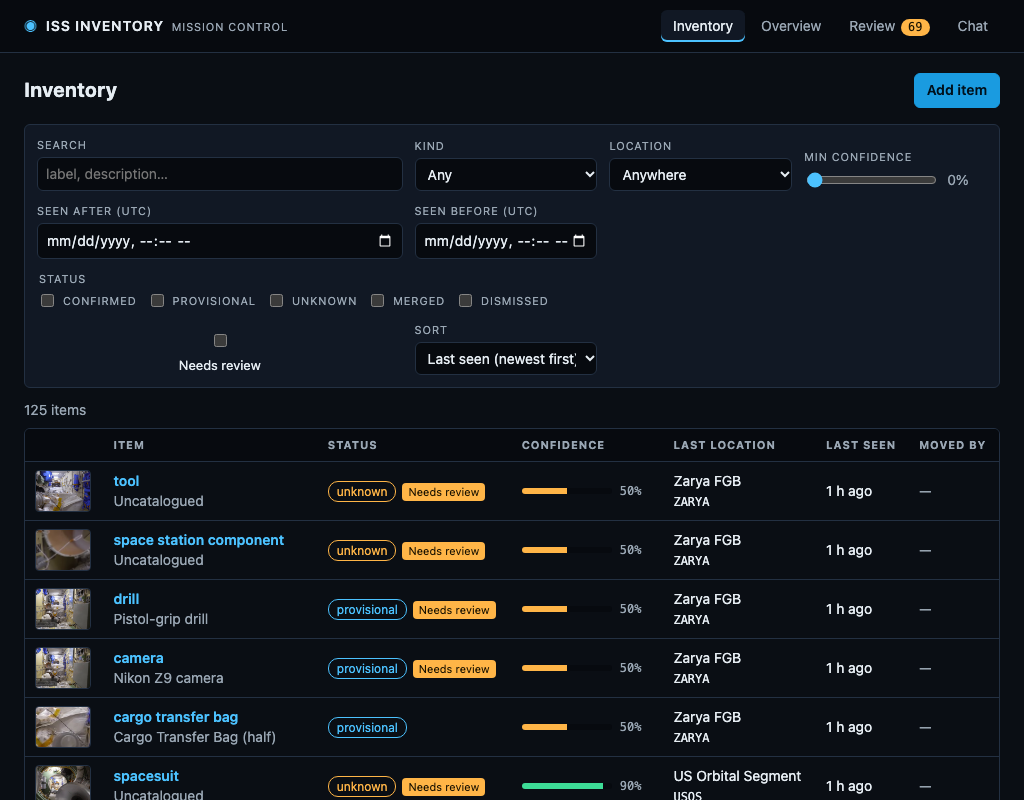 ISS INVENTORY MISSION CONTROL
Inventory Overview Review 69 Chat
Inventory
Add item
SEARCH
label, description...
KIND
Any
LOCATION
Anywhere
MIN CONFIDENCE
0%
SEEN AFTER (UTC)
mm/dd/yyyy, --:-- --
SEEN BEFORE (UTC)
mm/dd/yyyy, --:-- --
STATUS
CONFIRMED PROVISIONAL UNKNOWN MERGED DISMISSED
Needs review
SORT
Last seen (newest first)
125 items
ITEM STATUS CONFIDENCE LAST LOCATION LAST SEEN MOVED BY
tool
Uncatalogued
unknown Needs review 50%
Zarya FGB
ZARYA
1 h ago —
space station component
Uncatalogued
unknown Needs review 50%
Zarya FGB
ZARYA
1 h ago —
drill
Pistol-grip drill
provisional Needs review 50%
Zarya FGB
ZARYA
1 h ago —
camera
Nikon Z9 camera
provisional Needs review 50%
Zarya FGB
ZARYA
1 h ago —
cargo transfer bag
Cargo Transfer Bag (half)
provisional 50%
Zarya FGB
ZARYA
1 h ago —
spacesuit
Uncatalogued
unknown Needs review 90%
US Orbital Segment
USOS
1 h ago —